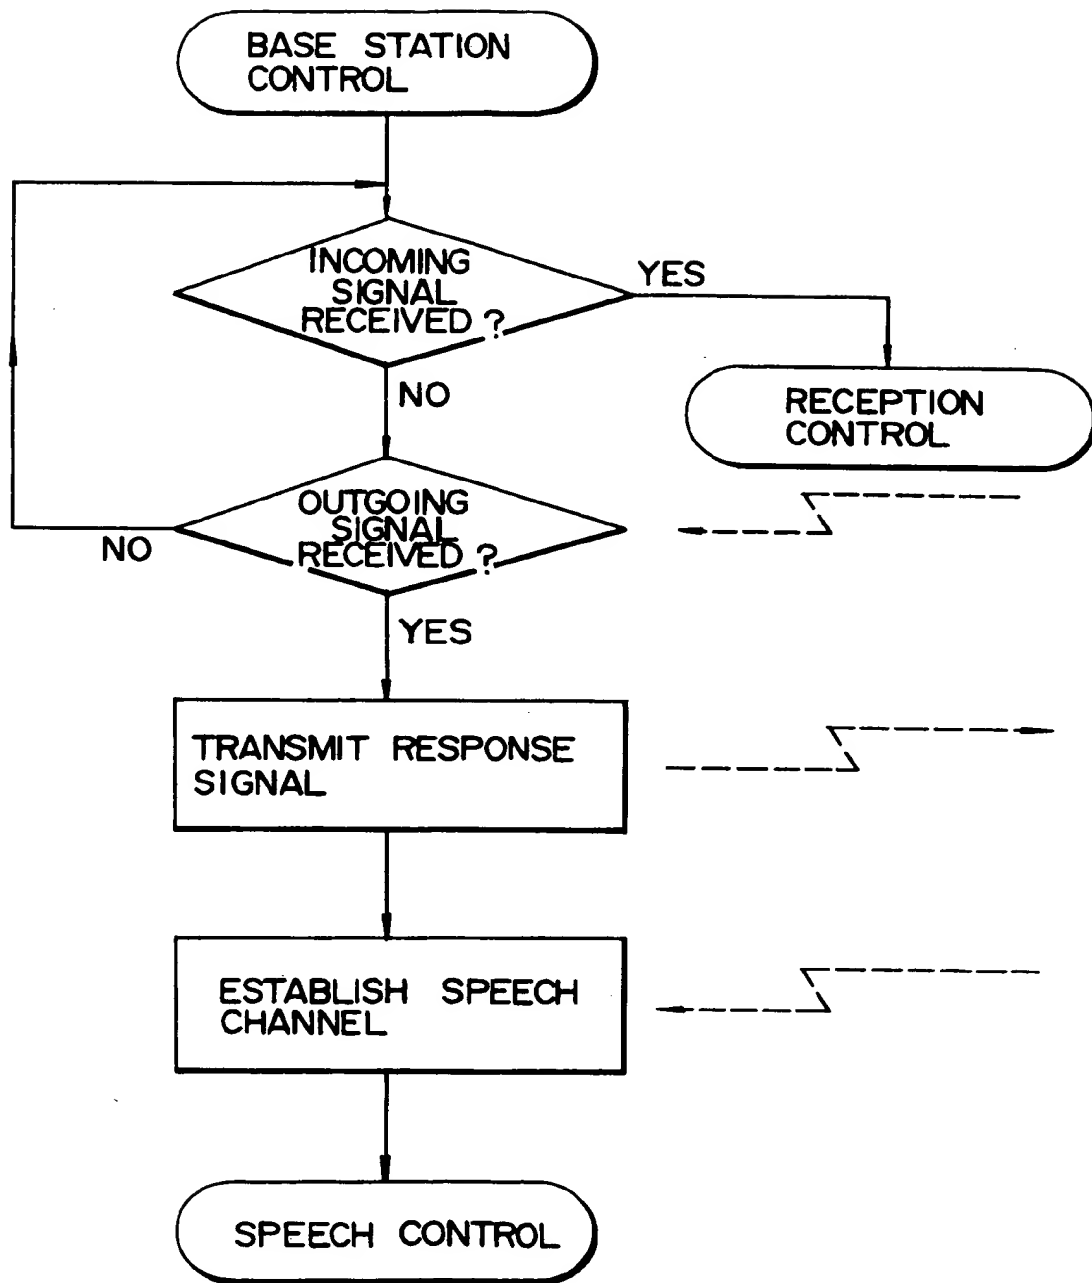 BASE STATION
CONTROL
INCOMING
SIGNAL
RECEIVED ?
YES
NO
RECEPTION
CONTROL
OUTGOING
SIGNAL
RECEIVED ?
NO
YES
TRANSMIT RESPONSE
SIGNAL
ESTABLISH SPEECH
CHANNEL
SPEECH CONTROL